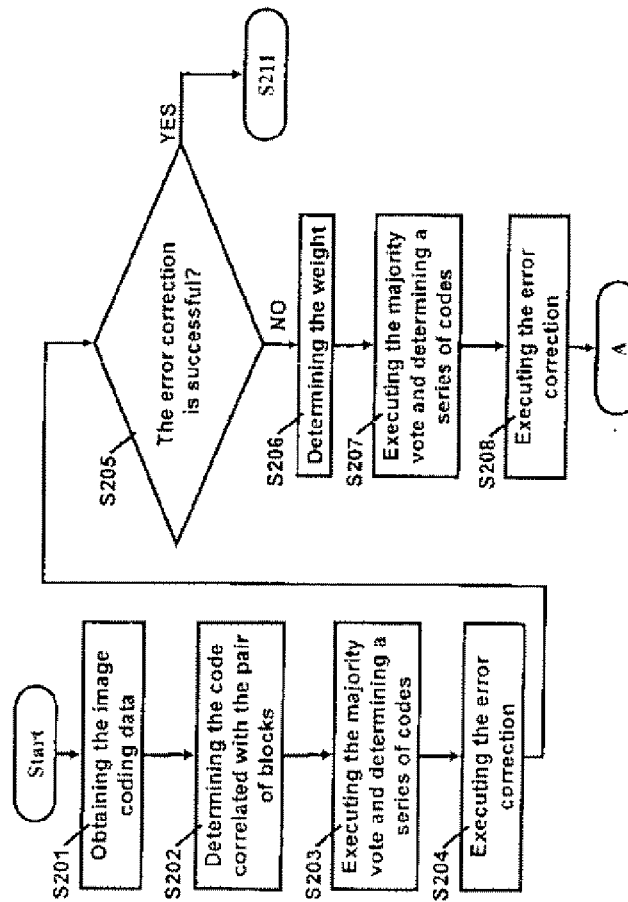 Start
S201
Obtaining the image
coding data
S202
Determining the code
correlated with the pair
of blocks
S203
Executing the majority
vote and determining a
series of codes
S204
Executing the error
correction
S205
The error correction
is successful?
YES
S211
NO
S206
Determining the weight
S207
Executing the majority
vote and determining a
series of codes
S208
Executing the error
correction
A